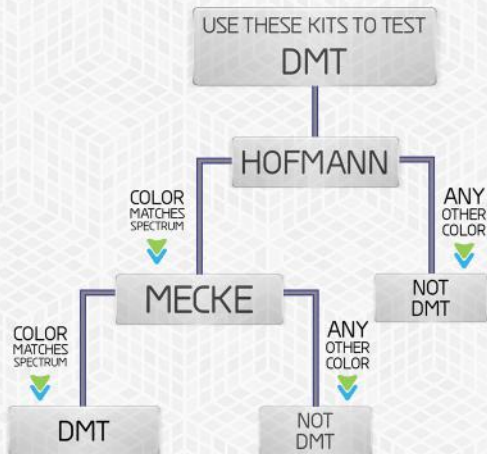 USE THESE KITS TO TEST
DMT
HOFMANN
COLOR
MATCHES
SPECTRUM
ANY
OTHER
COLOR
MECKE
NOT
DMT
COLOR
MATCHES
SPECTRUM
ANY
OTHER
COLOR
DMT
NOT
DMT